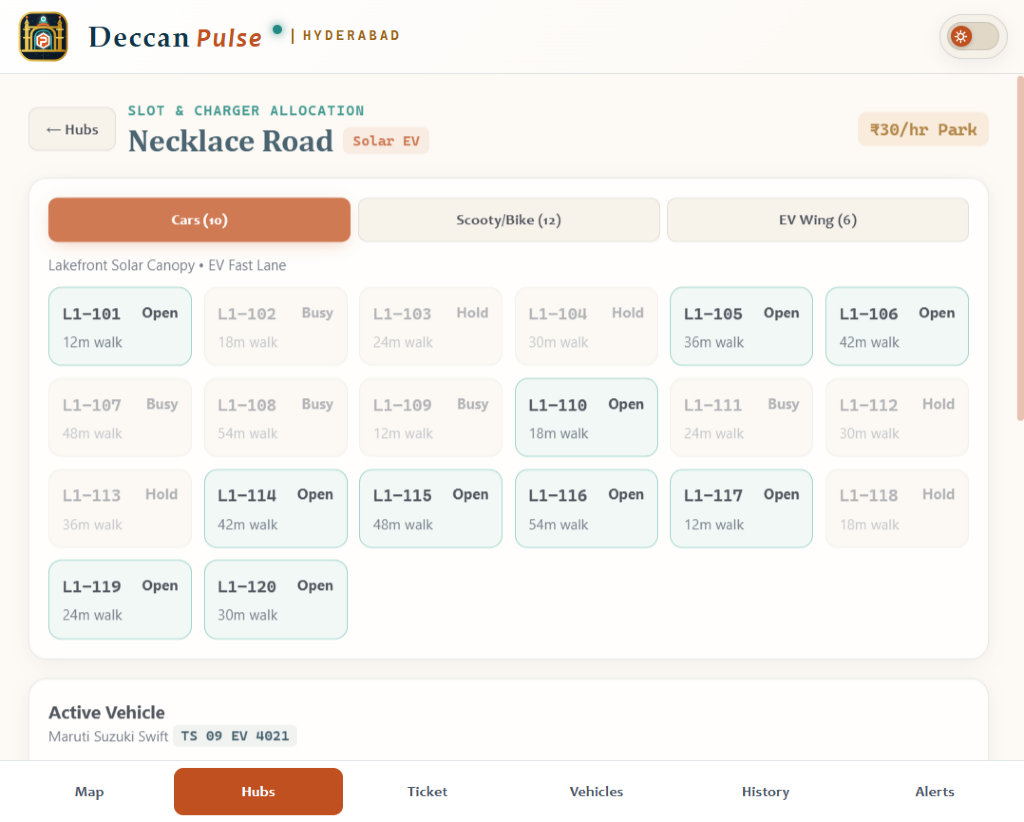 Deccan Pulse | HYDERABAD
← Hubs
SLOT & CHARGER ALLOCATION
Necklace Road Solar EV
₹30/hr Park
Cars (10) Scooty/Bike (12) EV Wing (6)
Lakefront Solar Canopy • EV Fast Lane
L1-101 Open L1-102 Busy L1-103 Hold L1-104 Hold L1-105 Open L1-106 Open
12m walk 18m walk 24m walk 30m walk 36m walk 42m walk
L1-107 Busy L1-108 Busy L1-109 Busy L1-110 Open L1-111 Busy L1-112 Hold
48m walk 54m walk 12m walk 18m walk 24m walk 30m walk
L1-113 Hold L1-114 Open L1-115 Open L1-116 Open L1-117 Open L1-118 Hold
36m walk 42m walk 48m walk 54m walk 12m walk 18m walk
L1-119 Open L1-120 Open
24m walk 30m walk
Active Vehicle
Maruti Suzuki Swift TS 09 EV 4021
Map Hubs Ticket Vehicles History Alerts